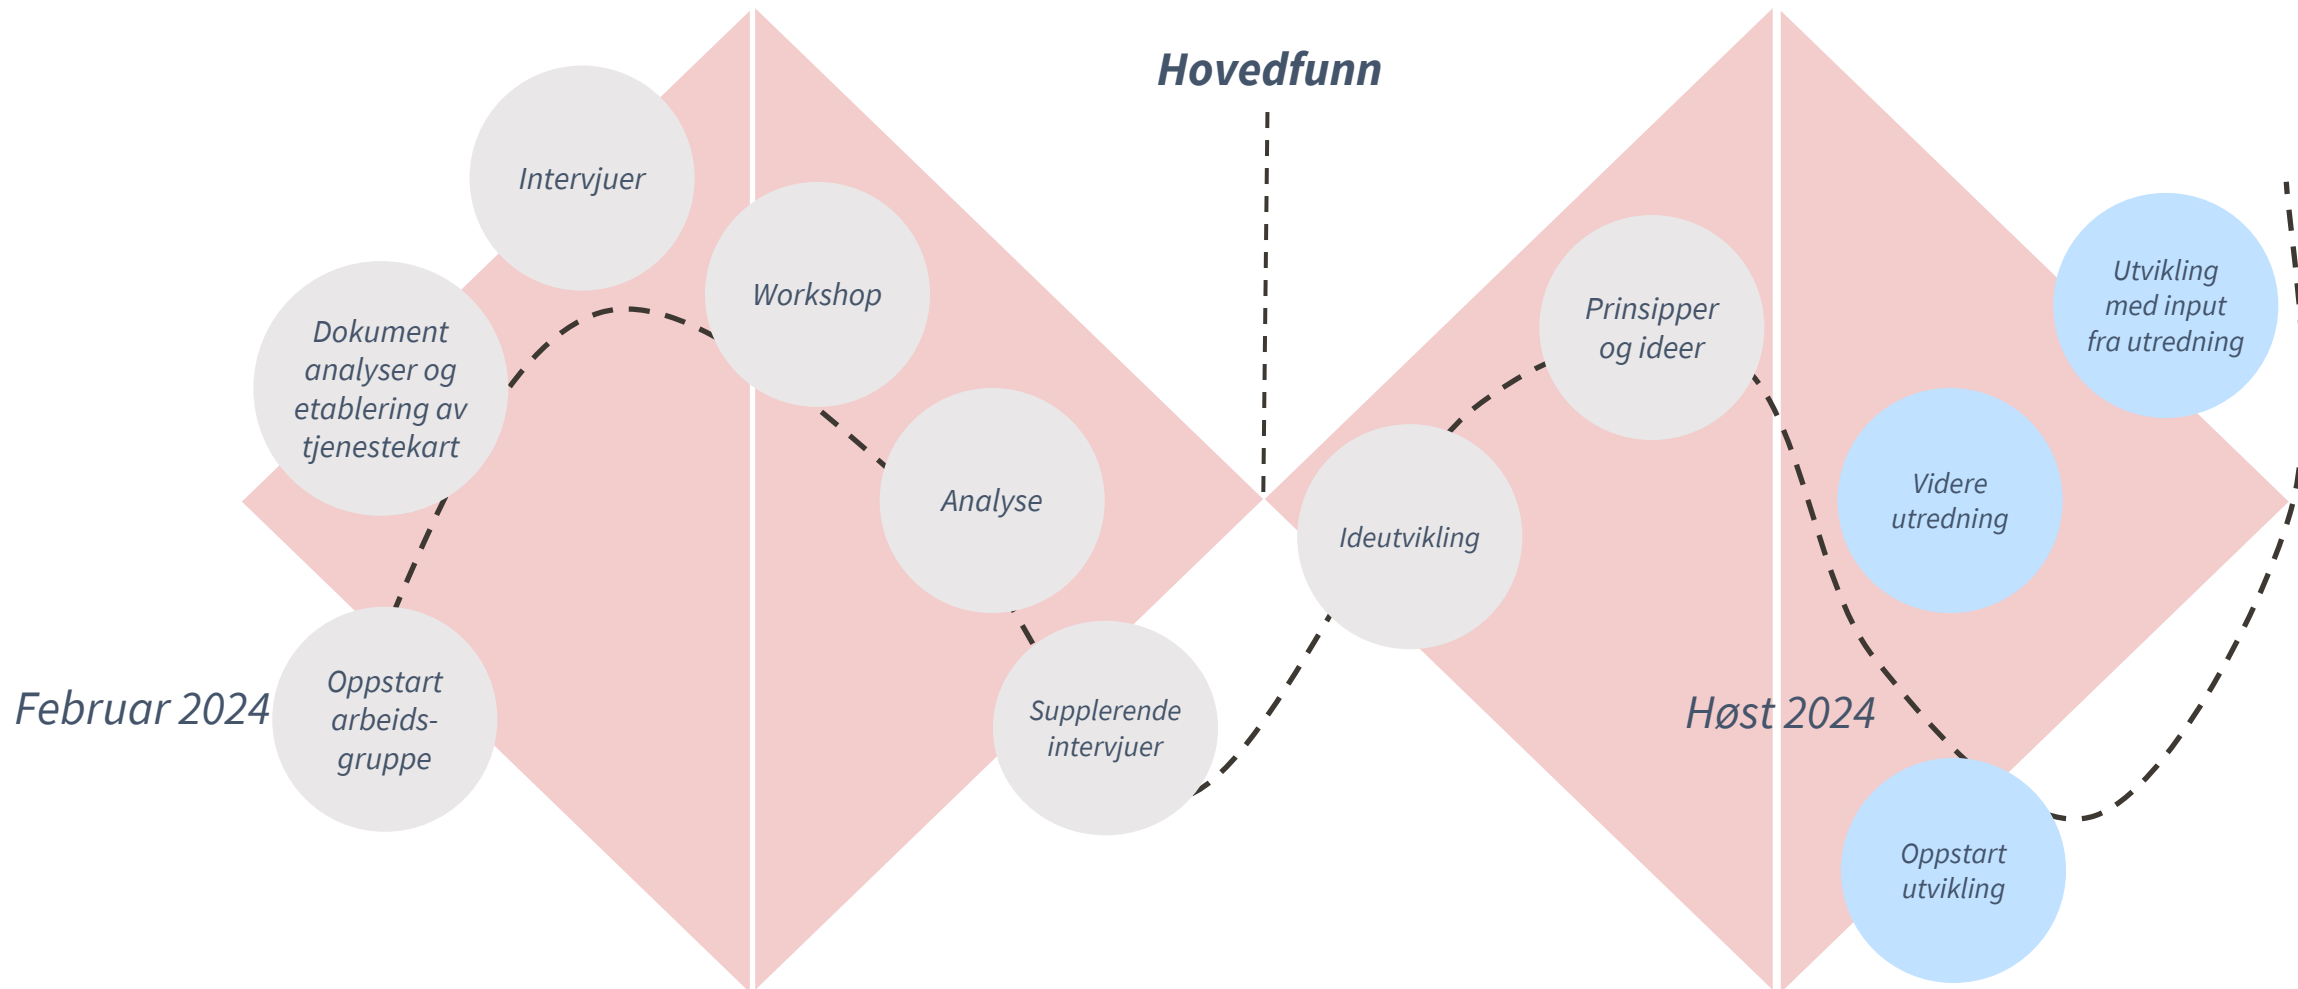 Februar 2024
Oppstart
arbeids-
gruppe
Dokument
analyser og
etablering av
tjenestekart
Intervjuer
Workshop
Analyse
Supplerende
intervjuer
Hovedfunn
Ideutvikling
Prinsipper
og ideer
Høst 2024
Oppstart
utvikling
Videre
utredning
Utvikling
med input
fra utredning